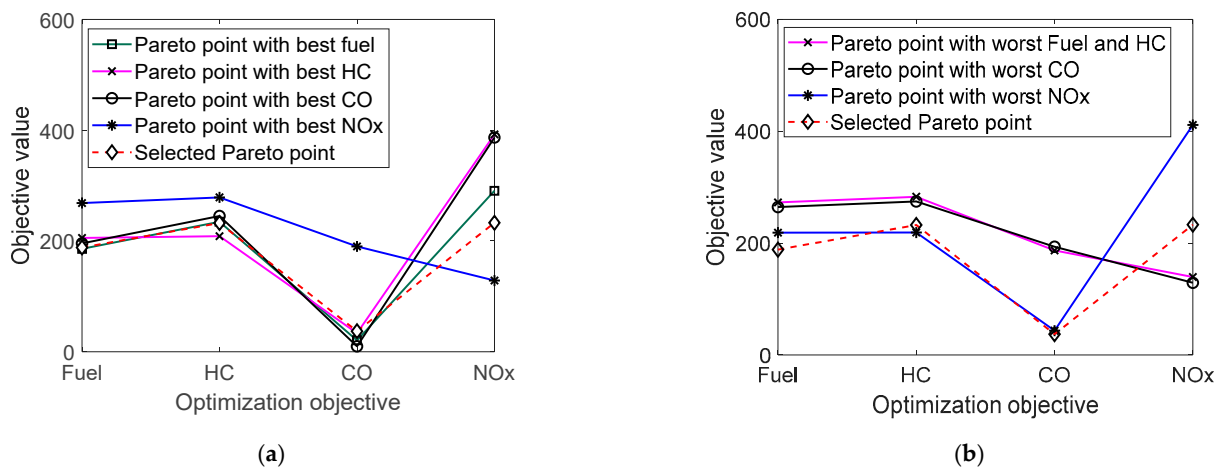 600
400
200
0
Objective value
Pareto point with best fuel
Pareto point with best HC
Pareto point with best CO
Pareto point with best NOx
Selected Pareto point
Fuel
HC
CO
NOx
Optimization objective
(a)
600
400
200
0
Objective value
Pareto point with worst Fuel and HC
Pareto point with worst CO
Pareto point with worst NOx
Selected Pareto point
Fuel
HC
CO
NOx
Optimization objective
(b)